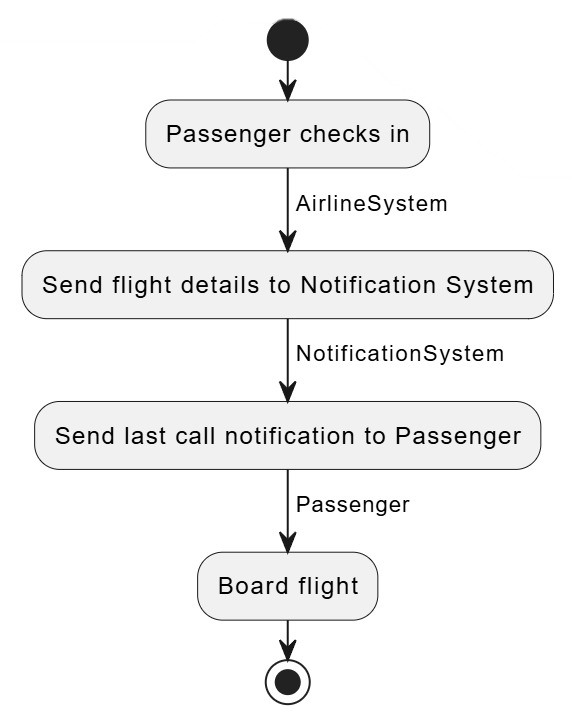 Passenger checks in
AirlineSystem
Send flight details to Notification System
NotificationSystem
Send last call notification to Passenger
Passenger
Board flight